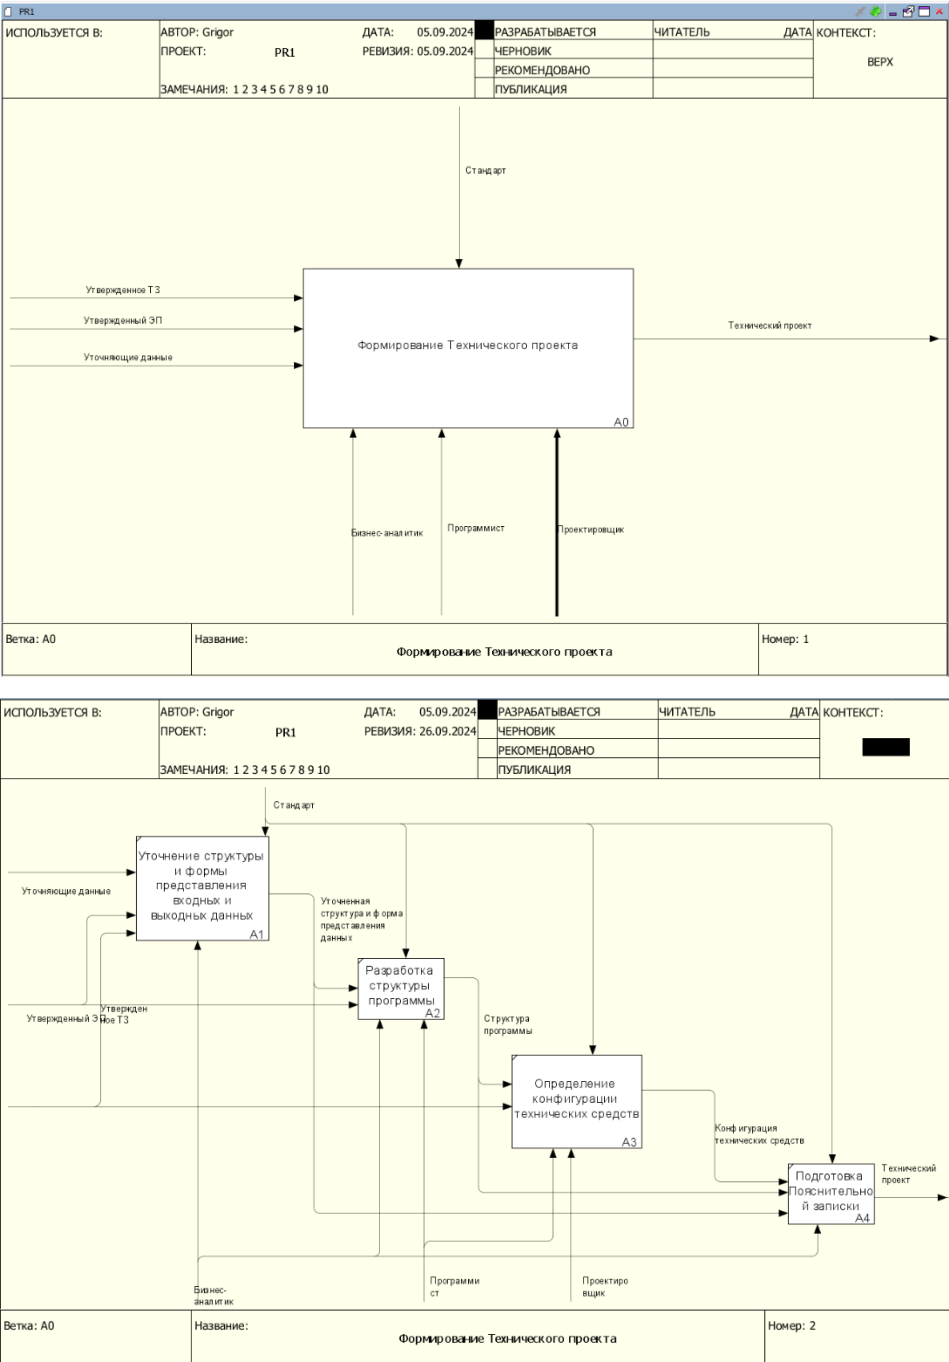 PR1
ИСПОЛЬЗУЕТСЯ В:
АВТОР: Grigor
ДАТА: 05.09.2024
РАЗРАБАТЫВАЕТСЯ
ЧИТАТЕЛЬ
ДАТА
КОНТЕКСТ:
ПРОЕКТ: PR1
РЕВИЗИЯ: 05.09.2024
ЧЕРНОВИК
ВЕРХ
РЕКОМЕНДОВАНО
ЗАМЕЧАНИЯ: 1 2 3 4 5 6 7 8 9 10
ПУБЛИКАЦИЯ
Стандарт
Утвержденное ТЗ
Утвержденный ЭП
Уточняющие данные
Формирование Технического проекта
A0
Технический проект
Бизнес-аналитик
Программист
Проектировщик
Ветка: A0
Название:
Формирование Технического проекта
Номер: 1
ИСПОЛЬЗУЕТСЯ В:
АВТОР: Grigor
ДАТА: 05.09.2024
РАЗРАБАТЫВАЕТСЯ
ЧИТАТЕЛЬ
ДАТА
КОНТЕКСТ:
ПРОЕКТ: PR1
РЕВИЗИЯ: 26.09.2024
ЧЕРНОВИК
РЕКОМЕНДОВАНО
ЗАМЕЧАНИЯ: 1 2 3 4 5 6 7 8 9 10
ПУБЛИКАЦИЯ
Стандарт
Уточнение структуры
и формы
представления
входных и
выходных данных
A1
Уточняющие данные
Уточненная
структура и форма
представления
данных
Разработка
структуры
программы
A2
Утвержденный ЭП
Утвержден
ное ТЗ
Структура
программы
Определение
конфигурации
технических средств
A3
Конфигурация
технических средств
Подготовка
Пояснительно
й записки
A4
Технический
проект
Бизнес-
аналитик
Программи
ст
Проектиро
вщик
Ветка: A0
Название:
Формирование Технического проекта
Номер: 2